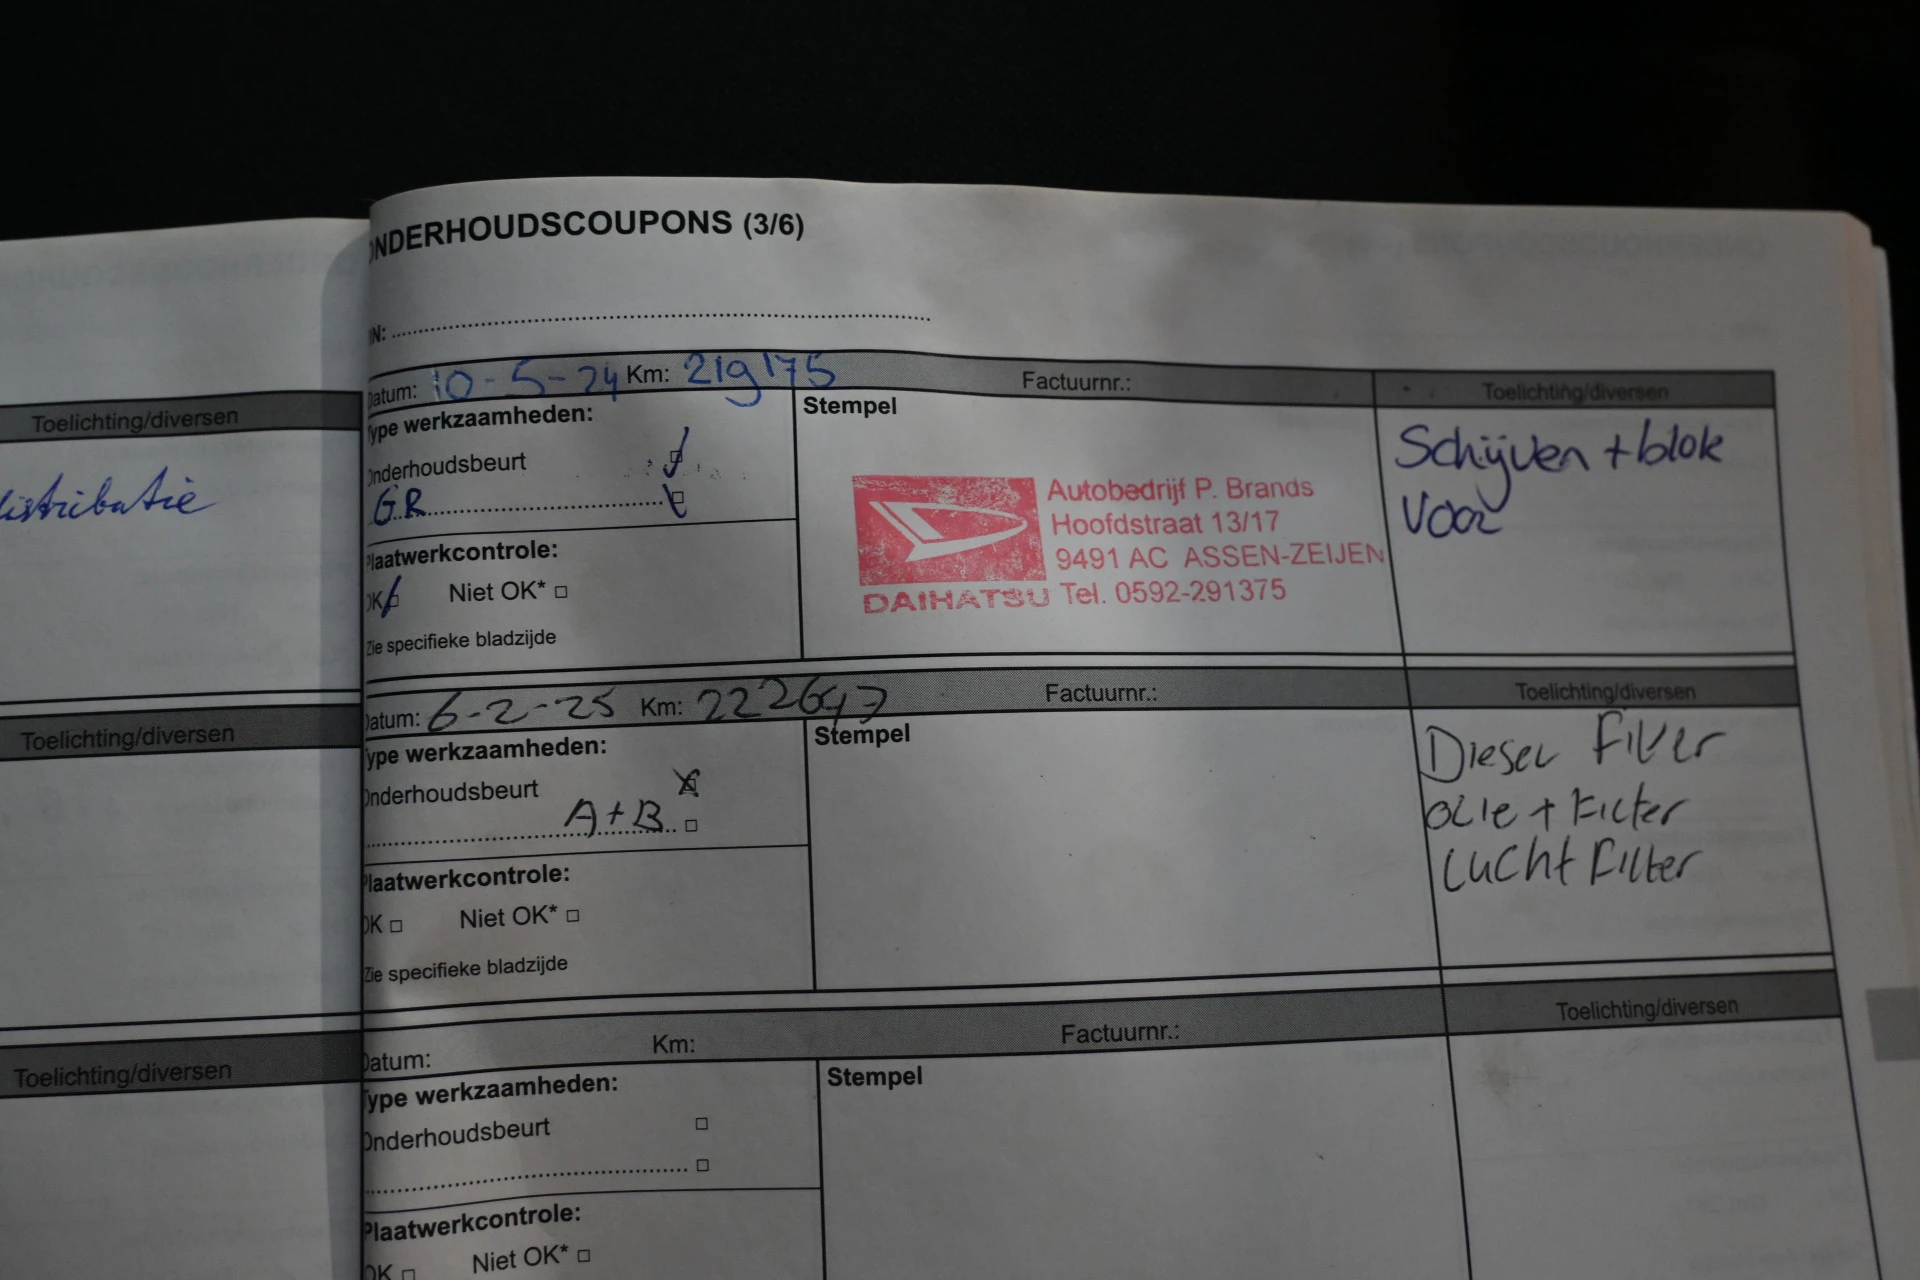 Toelichting/diversen
distributie
Toelichting/diversen
Toelichting/diversen
ONDERHOUDSCOUPONS (3/6)
IN: ......................................................
Datum: 10-5-24 Km: 219175 Factuurnr.: Toelichting/diversen
Type werkzaamheden:
Stempel
Onderhoudsbeurt
GR
Plaatwerkcontrole:
OK Niet OK* □
Zie specifieke bladzijde
Autobedrijf P. Brands
Hoofdstraat 13/17
9491 AC ASSEN-ZEIJEN
DAIHATSU Tel. 0592-291375
Schijven + blok
Voor
Datum: 6-2-25 Km: 222647 Factuurnr.: Toelichting/diversen
Type werkzaamheden:
Stempel
Onderhoudsbeurt
A+B □
Plaatwerkcontrole:
OK □ Niet OK* □
Zie specifieke bladzijde
Diesel Filter
olie + Filter
Lucht Filter
Datum: Km: Factuurnr.: Toelichting/diversen
Type werkzaamheden:
Stempel
Onderhoudsbeurt □
...................................... □
Plaatwerkcontrole:
OK □ Niet OK* □